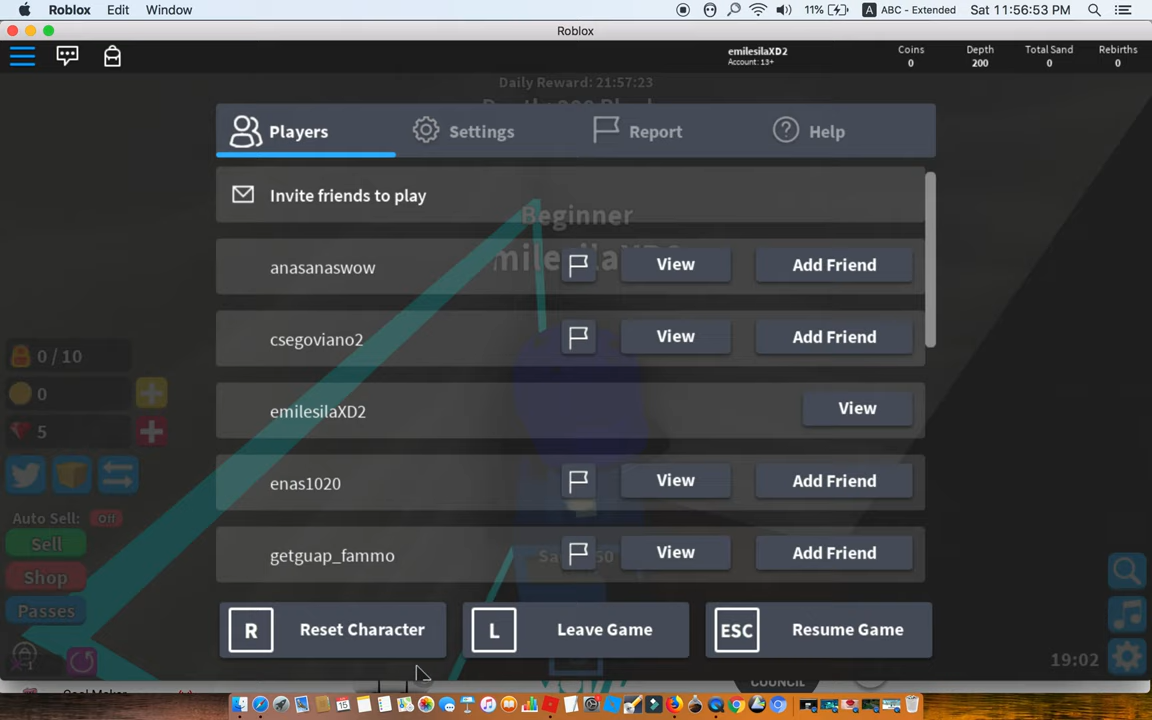 Roblox Edit Window 11% A ABC - Extended Sat 11:56:53 PM
Roblox
emilesilaXD2 Coins Depth Total Sand Rebirths
Account: 13+ 0 200 0 0
Daily Reward: 21:57:23
Players Settings Report ? Help
Invite friends to play
Beginner
anasanaswow View Add Friend
csegoviano2 View Add Friend
0 / 10
0
emilesilaXD2 View
5
enas1020 View Add Friend
Auto Sell: Off
Sell
getguap_fammo View Add Friend
Shop
Passes
R Reset Character L Leave Game ESC Resume Game
19:02
COUNCIL